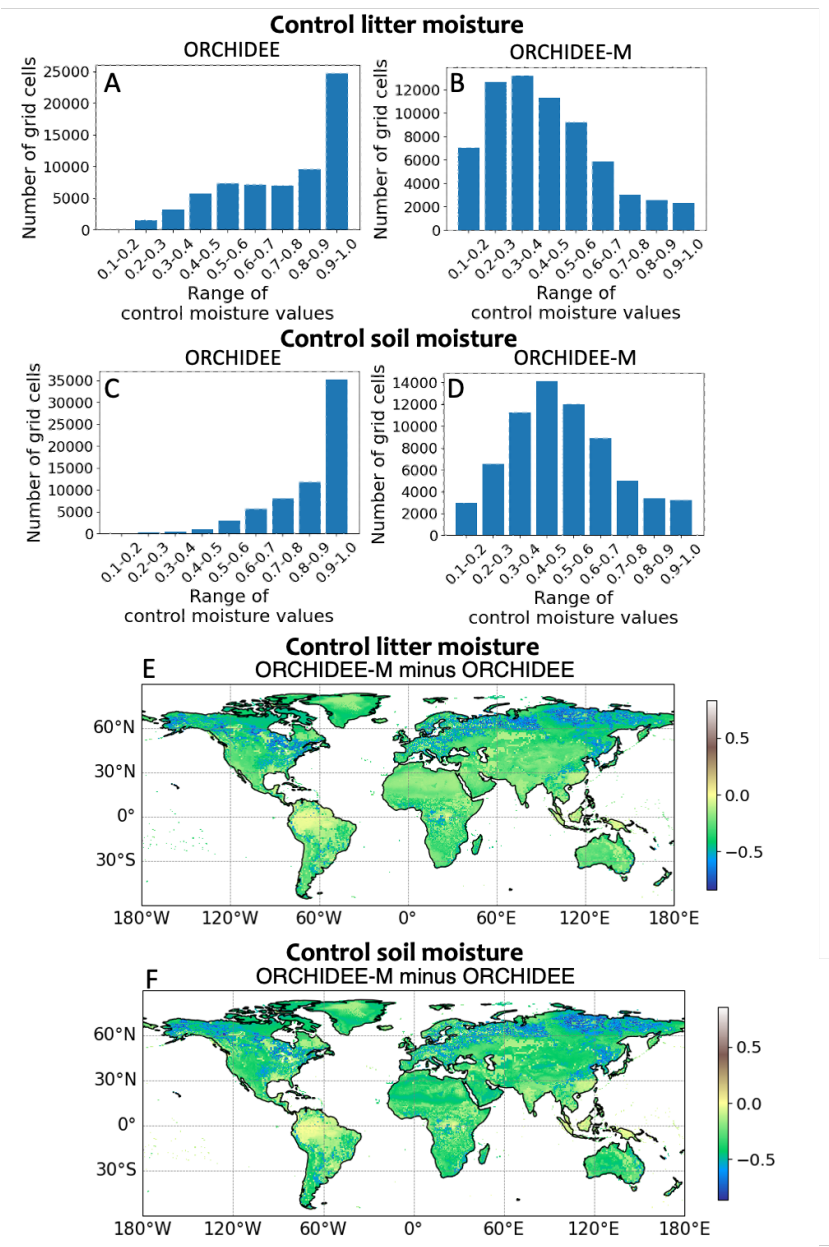 Control litter moisture
ORCHIDEE
ORCHIDEE-M
A
B
Number of grid cells
25000
20000
15000
10000
5000
0
0.1-0.2
0.2-0.3
0.3-0.4
0.4-0.5
0.5-0.6
0.6-0.7
0.7-0.8
0.8-0.9
0.9-1.0
Range of
control moisture values
Number of grid cells
12000
10000
8000
6000
4000
2000
0
0.1-0.2
0.2-0.3
0.3-0.4
0.4-0.5
0.5-0.6
0.6-0.7
0.7-0.8
0.8-0.9
0.9-1.0
Range of
control moisture values
Control soil moisture
ORCHIDEE
ORCHIDEE-M
C
D
Number of grid cells
35000
30000
25000
20000
15000
10000
5000
0
0.1-0.2
0.2-0.3
0.3-0.4
0.4-0.5
0.5-0.6
0.6-0.7
0.7-0.8
0.8-0.9
0.9-1.0
Range of
control moisture values
Number of grid cells
14000
12000
10000
8000
6000
4000
2000
0
0.1-0.2
0.2-0.3
0.3-0.4
0.4-0.5
0.5-0.6
0.6-0.7
0.7-0.8
0.8-0.9
0.9-1.0
Range of
control moisture values
Control litter moisture
E
ORCHIDEE-M minus ORCHIDEE
60°N
30°N
0°
30°S
180°W 120°W 60°W 0° 60°E 120°E 180°E
0.5
0.0
−0.5
Control soil moisture
F
ORCHIDEE-M minus ORCHIDEE
60°N
30°N
0°
30°S
180°W 120°W 60°W 0° 60°E 120°E 180°E
0.5
0.0
−0.5